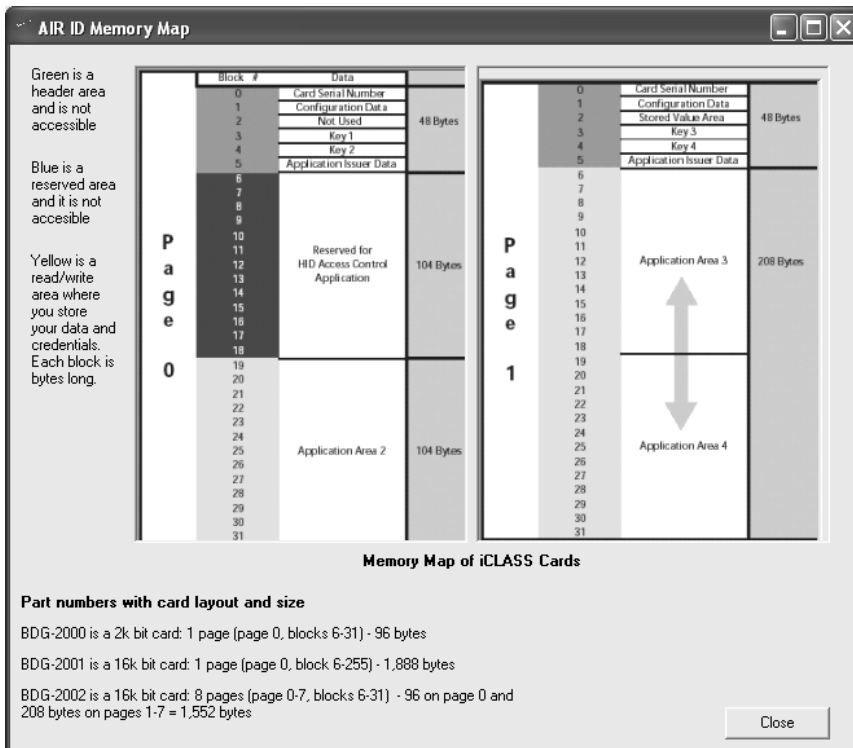 AIR ID Memory Map
Green is a
header area
and is not
accessible
Blue is a
reserved area
and it is not
accesible
Yellow is a
read/write
area where
you store
your data and
credentials.
Each block is
bytes long.
Block # Data
Page 0
0 Card Serial Number
1 Configuration Data
2 Not Used
3 Key 1
4 Key 2
5 Application Issuer Data
48 Bytes
6
7
8
9
10
11
12
13
14
15
16
17
18
Reserved for
HID Access Control
Application
104 Bytes
19
20
21
22
23
24
25
26
27
28
29
30
31
Application Area 2
104 Bytes
Page 1
0 Card Serial Number
1 Configuration Data
2 Stored Value Area
3 Key 3
4 Key 4
5 Application Issuer Data
48 Bytes
6
7
8
9
10
11
12
13
14
15
16
17
18
Application Area 3
208 Bytes
19
20
21
22
23
24
25
26
27
28
29
30
31
Application Area 4
Memory Map of iCLASS Cards
Part numbers with card layout and size
BDG-2000 is a 2k bit card: 1 page (page 0, blocks 6-31) - 96 bytes
BDG-2001 is a 16k bit card: 1 page (page 0, block 6-255) - 1,888 bytes
BDG-2002 is a 16k bit card: 8 pages (page 0-7, blocks 6-31) - 96 on page 0 and
208 bytes on pages 1-7 = 1,552 bytes
Close